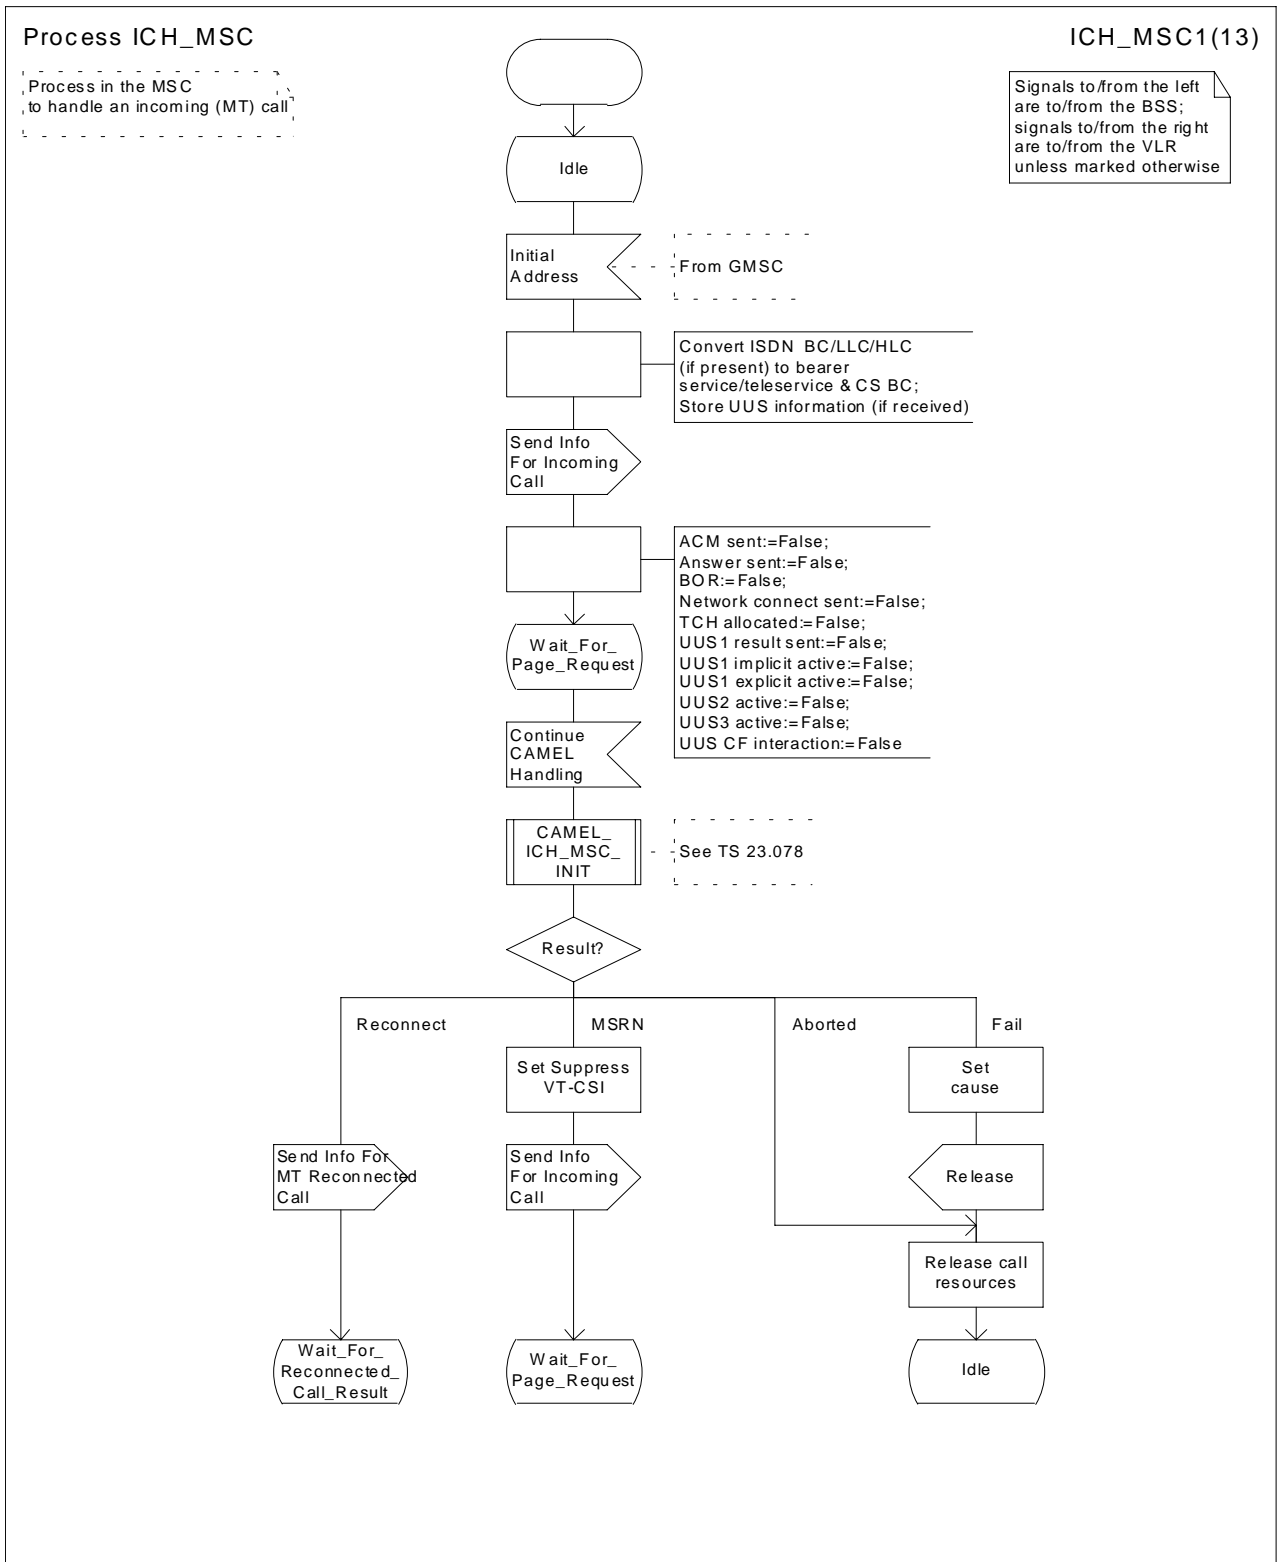 Process ICH_MSC
ICH_MSC1(13)
Process in the MSC
to handle an incoming (MT) call
Signals to/from the left
are to/from the BSS;
signals to/from the right
are to/from the VLR
unless marked otherwise
Idle
Initial
Address
From GMSC
Convert ISDN BC/LLC/HLC
(if present) to bearer
service/teleservice & CS BC;
Store UUS information (if received)
Send Info
For Incoming
Call
ACM sent:=False;
Answer sent:=False;
BOR:=False;
Network connect sent:=False;
TCH allocated:=False;
UUS1 result sent:=False;
UUS1 implicit active:=False;
UUS1 explicit active:=False;
UUS2 active:=False;
UUS3 active:=False;
UUS CF interaction:=False
Wait_For_
Page_Request
Continue
CAMEL
Handling
CAMEL_
ICH_MSC_
INIT
See TS 23.078
Result?
Reconnect
MSRN
Aborted
Fail
Set Suppress
VT-CSI
Set
cause
Send Info For
MT Reconnected
Call
Send Info
For Incoming
Call
Release
Release call
resources
Wait_For_
Reconnected_
Call_Result
Wait_For_
Page_Request
Idle